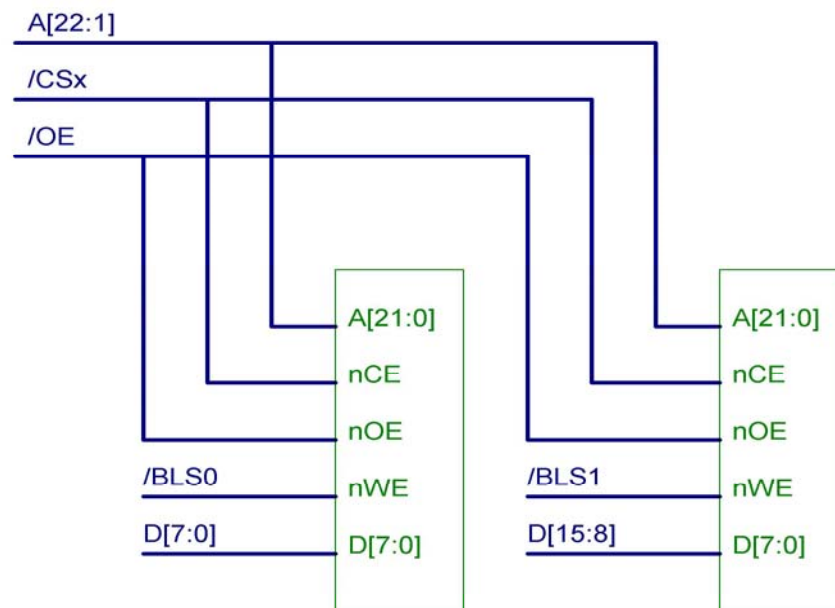 A[22:1]
/CSx
/OE
A[21:0]
nCE
nOE
/BLS0
nWE
D[7:0]
D[7:0]
A[21:0]
nCE
nOE
/BLS1
nWE
D[15:8]
D[7:0]